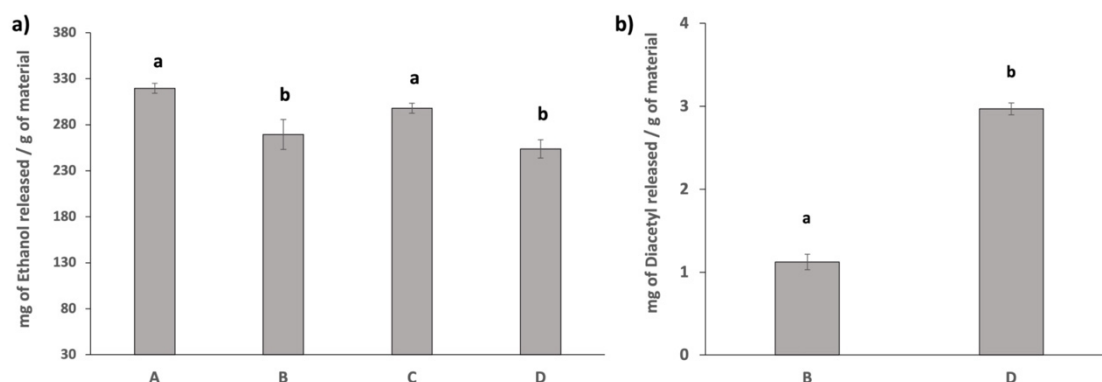 a)
mg of Ethanol released / g of material
380
330
280
230
180
130
80
30
a
b
a
b
A
B
C
D
b)
mg of Diacetyl released / g of material
4
3
2
1
0
a
b
B
D